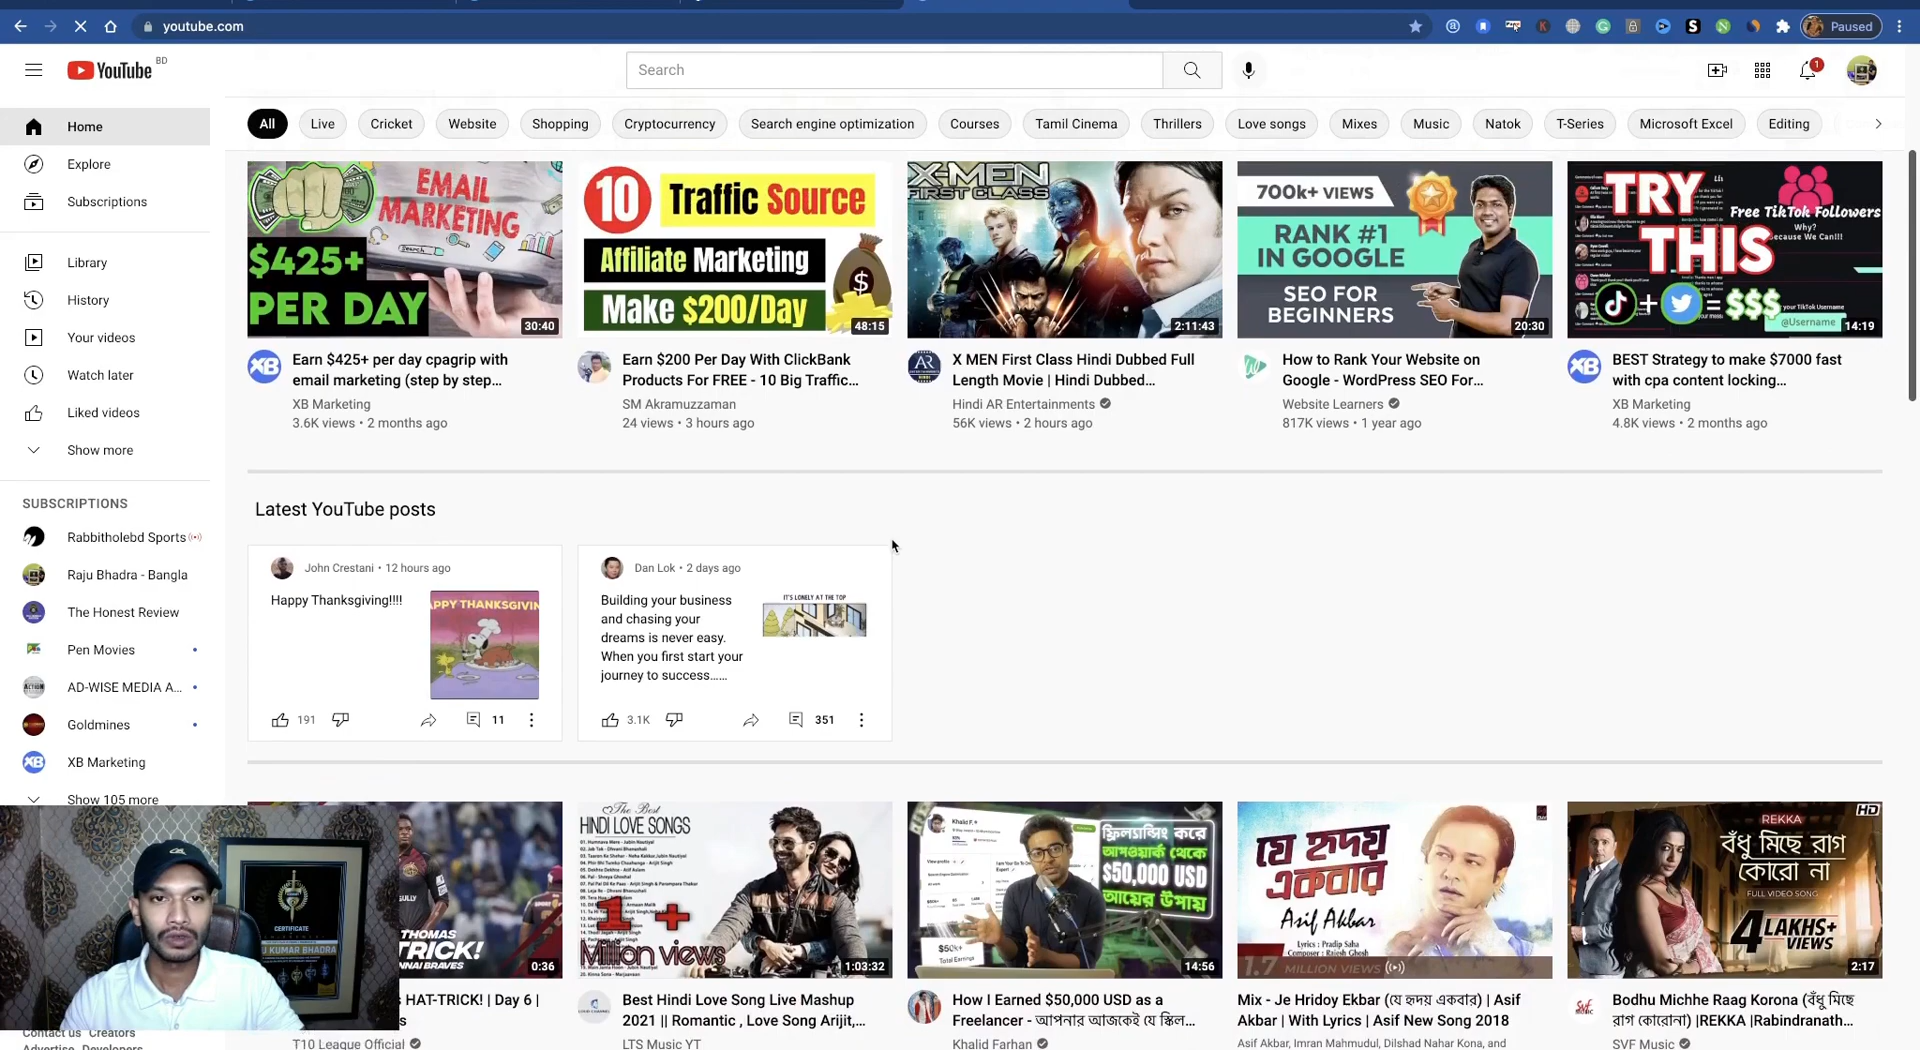 youtube.com
Paused
YouTube BD
Search
1
All
Live
Cricket
Website
Shopping
Cryptocurrency
Search engine optimization
Courses
Tamil Cinema
Thrillers
Love songs
Mixes
Music
Natok
T-Series
Microsoft Excel
Editing
Home
Explore
Subscriptions
Library
History
Your videos
Watch later
Liked videos
Show more
SUBSCRIPTIONS
Rabbitholebd Sports
Raju Bhadra - Bangla
The Honest Review
Pen Movies
AD-WISE MEDIA A...
Goldmines
XB Marketing
Show 105 more
EMAIL
MARKETING
$425+
PER DAY
30:40
Earn $425+ per day cpagrip with
email marketing (step by step...
XB Marketing
3.6K views • 2 months ago
10
Traffic Source
Affiliate Marketing
Make $200/Day
48:15
Earn $200 Per Day With ClickBank
Products For FREE - 10 Big Traffic...
SM Akramuzzaman
24 views • 3 hours ago
X-MEN
FIRST CLASS
2:11:43
X MEN First Class Hindi Dubbed Full
Length Movie | Hindi Dubbed...
Hindi AR Entertainments
56K views • 2 hours ago
700k+ VIEWS
RANK #1
IN GOOGLE
SEO FOR
BEGINNERS
20:30
How to Rank Your Website on
Google - WordPress SEO For...
Website Learners
817K views • 1 year ago
TRY
THIS
Free TikTok Followers
Why?
ecause We Can!!!
+ = $$$
your TikTok Username
@Username
14:19
BEST Strategy to make $7000 fast
with cpa content locking...
XB Marketing
4.8K views • 2 months ago
Latest YouTube posts
John Crestani • 12 hours ago
Happy Thanksgiving!!!!
APPY THANKSGIVIN
191
11
Dan Lok • 2 days ago
Building your business
and chasing your
dreams is never easy.
When you first start your
journey to success......
IT'S LONELY AT THE TOP
3.1K
351
CERTIFICATE
U KUMAR BHADRA
THOMAS
TRICK!
NNAI BRAVES
0:36
s HAT-TRICK! | Day 6 |
s
T10 League Official
The Best
HINDI LOVE SONGS
1 +
Million views
1:03:32
Best Hindi Love Song Live Mashup
2021 || Romantic , Love Song Arijit,...
LTS Music YT
Khalid F.
$50k+
Total Earnings
ফ্রিল্যান্সিং করে
আপওয়ার্ক থেকে
$50,000 USD
আয়ের উপায়
14:56
How I Earned $50,000 USD as a
Freelancer - আপনার আজকেই যে স্কিল...
Khalid Farhan
যে হৃদয়
একবার
Asif Akbar
Lyrics : Pradip Saha
1.7 MILLION VIEWS
Mix - Je Hridoy Ekbar (যে হৃদয় একবার) | Asif
Akbar | With Lyrics | Asif New Song 2018
Asif Akbar, Imran Mahmudul, Dilshad Nahar Kona, and
HD
REKKA
বঁধু মিছে রাগ
কোরো না
FULL VIDEO SONG
4 LAKHS+
VIEWS
2:17
Bodhu Michhe Raag Korona (বঁধু মিছে
রাগ কোরোনা) |REKKA |Rabindranath...
SVF Music
Contact us Creators
Advertise Developers